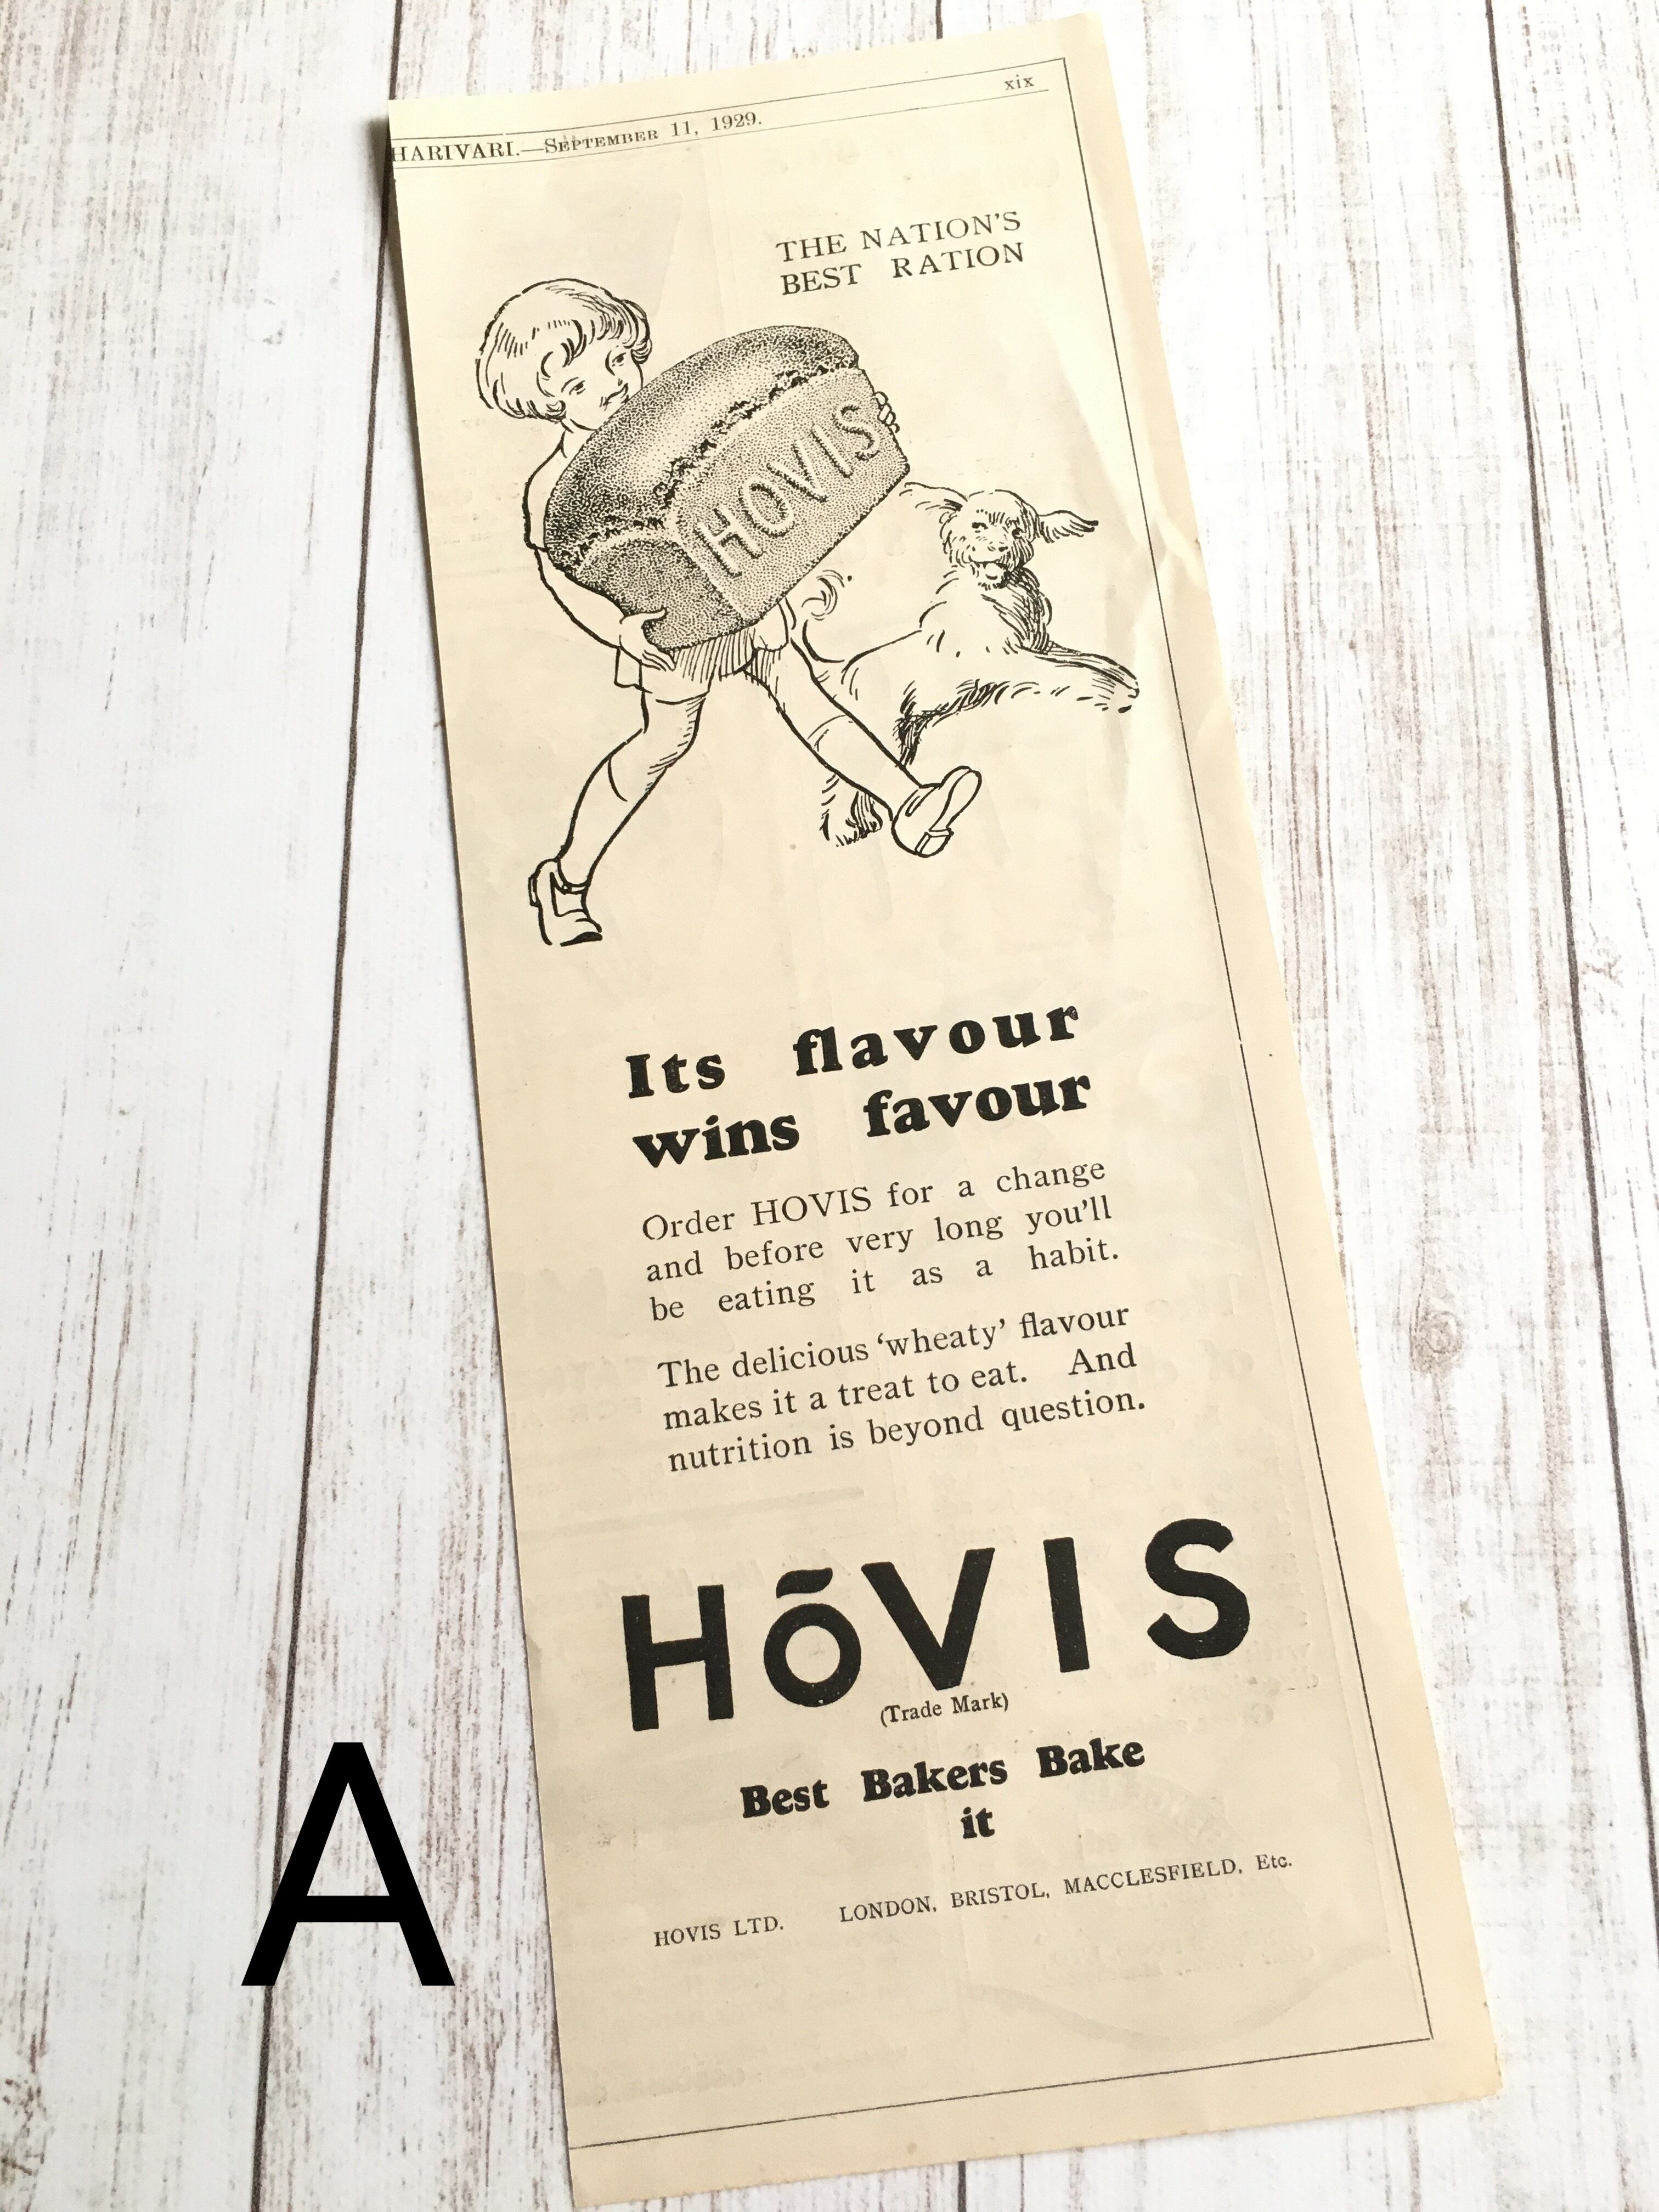 HARIVARI.—SEPTEMBER 11, 1929.
xix
THE NATION'S
BEST RATION
HOVIS
Its flavour
wins favour
Order HOVIS for a change
and before very long you'll
be eating it as a habit.
The delicious 'wheaty' flavour
makes it a treat to eat. And
nutrition is beyond question.
HōVIS
(Trade Mark)
Best Bakers Bake
it
HOVIS LTD. LONDON, BRISTOL, MACCLESFIELD, Etc.
A